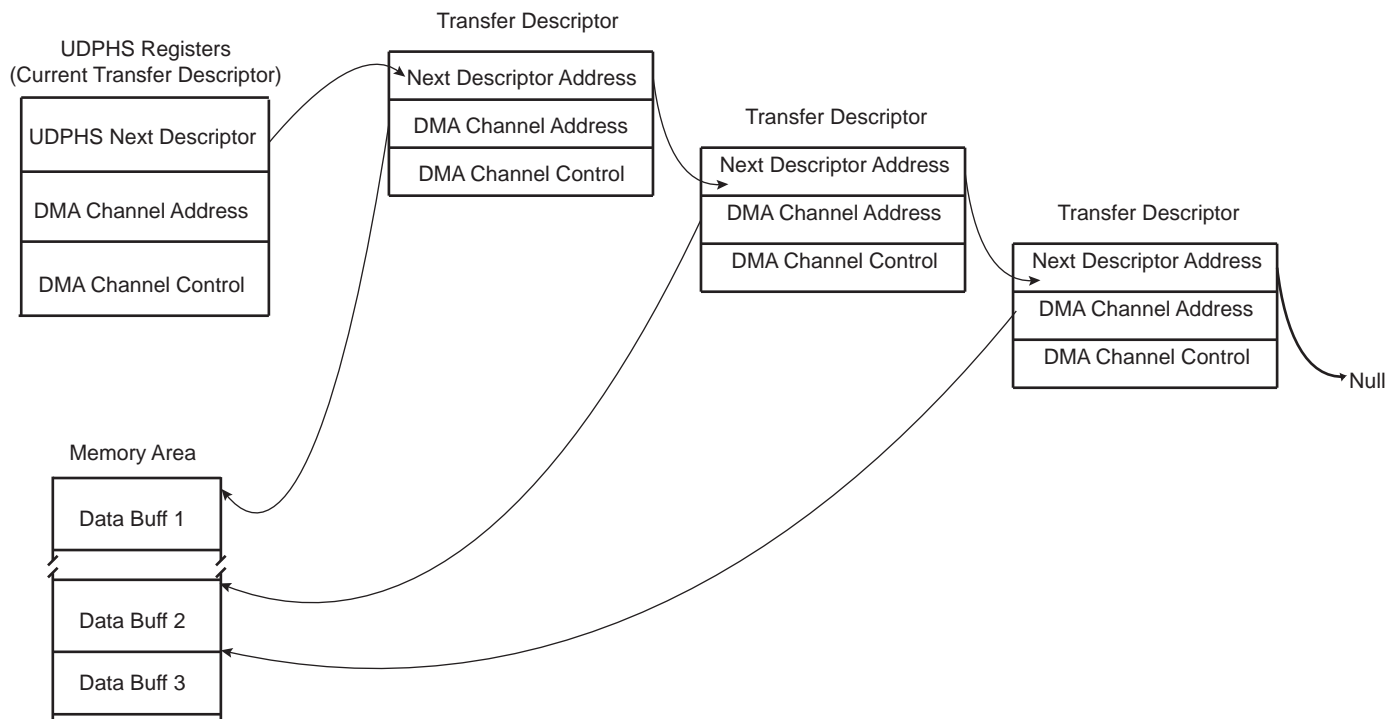 UDPHS Registers
(Current Transfer Descriptor)
UDPHS Next Descriptor
DMA Channel Address
DMA Channel Control
Transfer Descriptor
Next Descriptor Address
DMA Channel Address
DMA Channel Control
Transfer Descriptor
Next Descriptor Address
DMA Channel Address
DMA Channel Control
Transfer Descriptor
Next Descriptor Address
DMA Channel Address
DMA Channel Control
Null
Memory Area
Data Buff 1
Data Buff 2
Data Buff 3